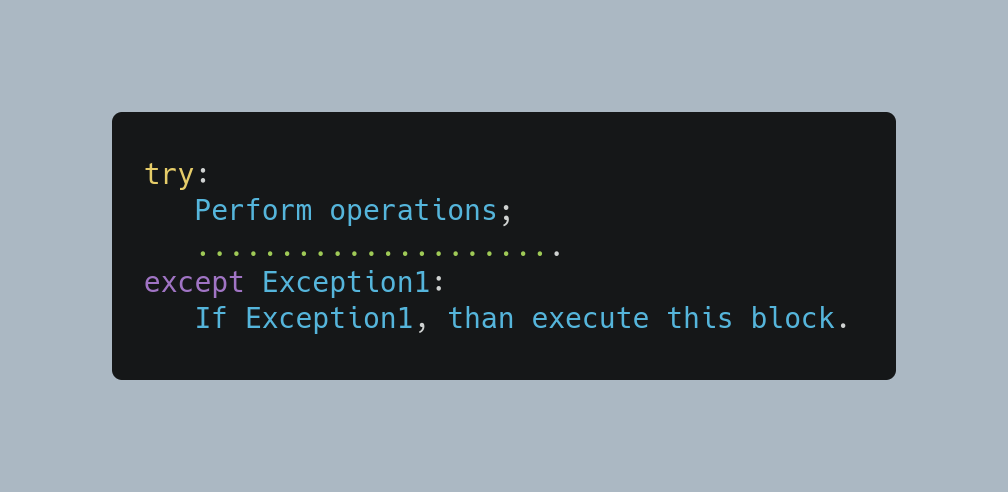 try:
Perform operations;
......................
except Exception1:
If Exception1, than execute this block.